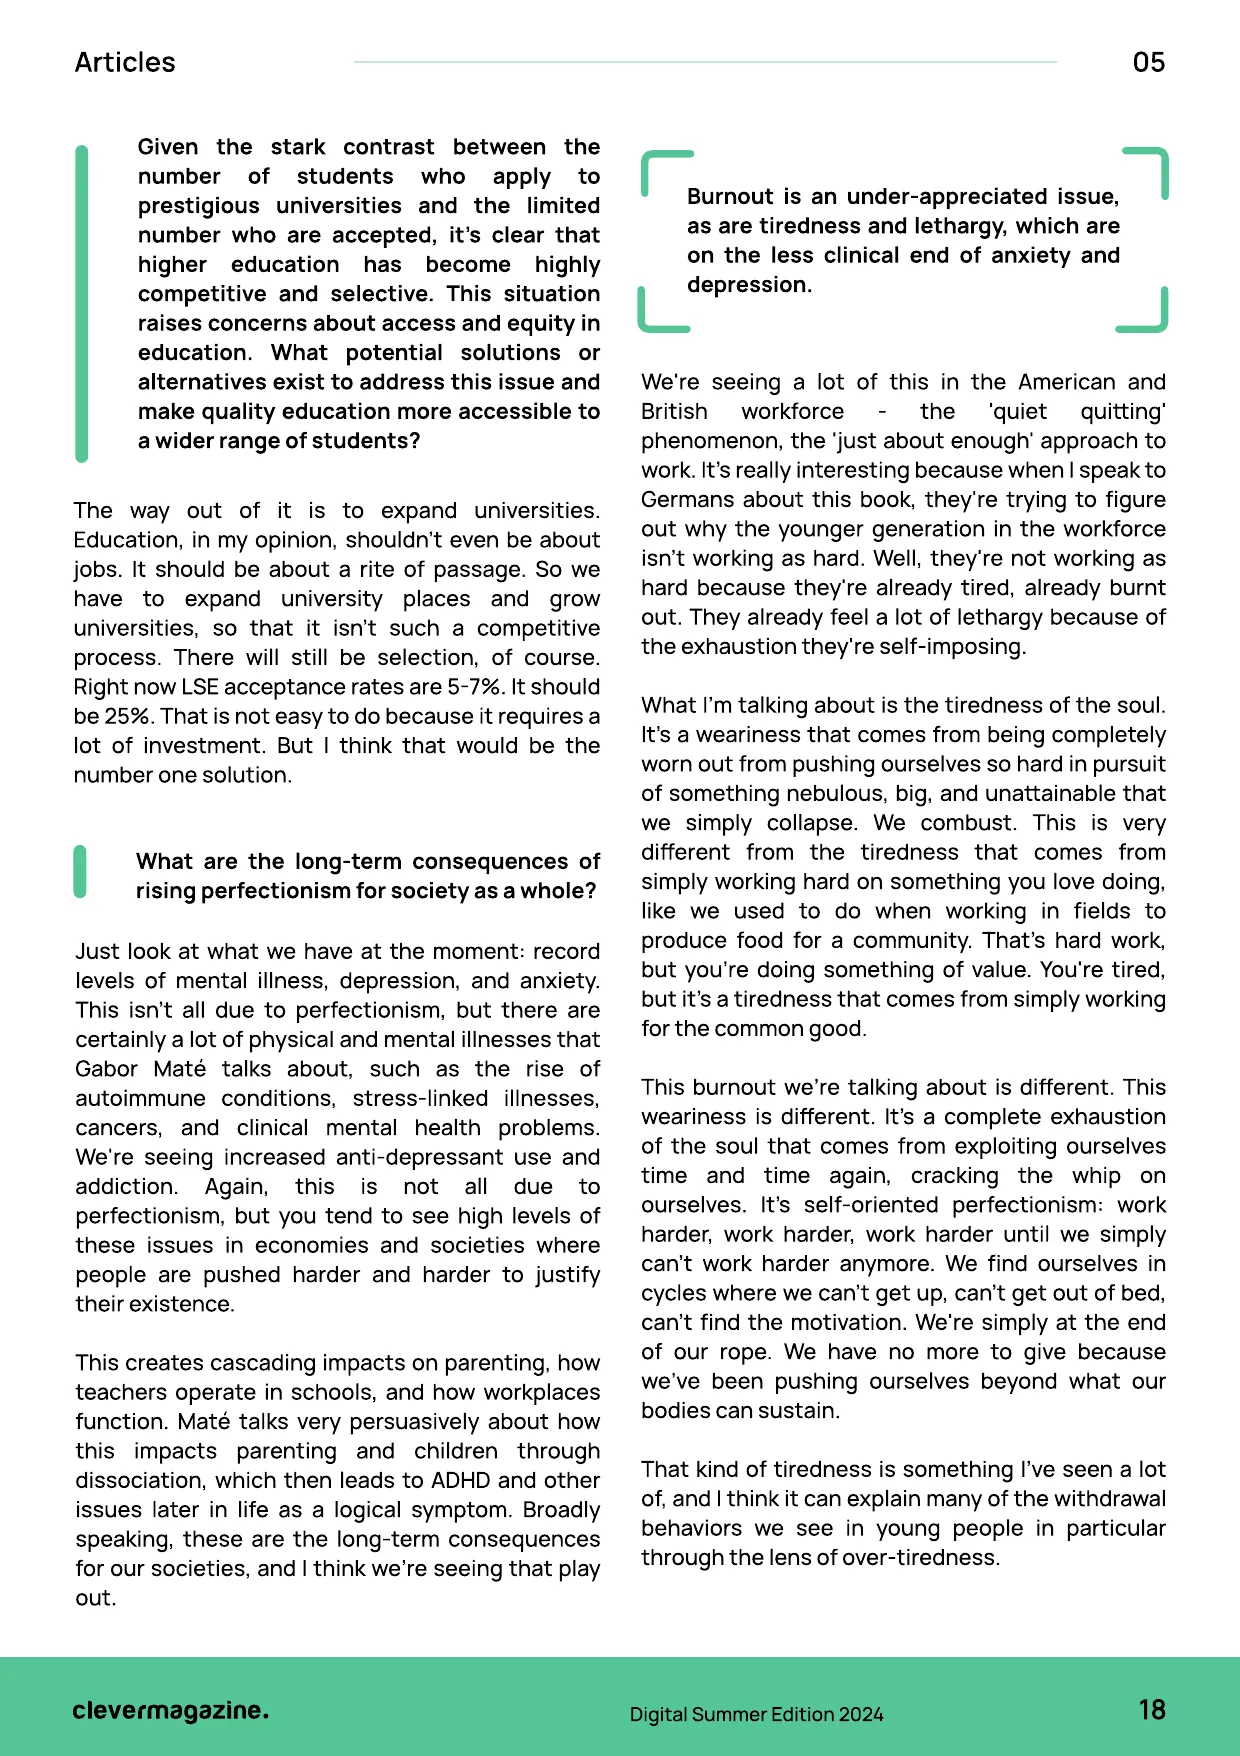 Articles
05
Given the stark contrast between the
number of students who apply to
prestigious universities and the limited
number who are accepted, it's clear that
higher education has become highly
competitive and selective. This situation
raises concerns about access and equity in
education. What potential solutions or
alternatives exist to address this issue and
make quality education more accessible to
a wider range of students?
The way out of it is to expand universities.
Education, in my opinion, shouldn't even be about
jobs. It should be about a rite of passage. So we
have to expand university places and grow
universities, so that it isn't such a competitive
process. There will still be selection, of course.
Right now LSE acceptance rates are 5-7%. It should
be 25%. That is not easy to do because it requires a
lot of investment. But I think that would be the
number one solution.
What are the long-term consequences of
rising perfectionism for society as a whole?
Just look at what we have at the moment: record
levels of mental illness, depression, and anxiety.
This isn't all due to perfectionism, but there are
certainly a lot of physical and mental illnesses that
Gabor Maté talks about, such as the rise of
autoimmune conditions, stress-linked illnesses,
cancers, and clinical mental health problems.
We're seeing increased anti-depressant use and
addiction. Again, this is not all due to
perfectionism, but you tend to see high levels of
these issues in economies and societies where
people are pushed harder and harder to justify
their existence.
This creates cascading impacts on parenting, how
teachers operate in schools, and how workplaces
function. Maté talks very persuasively about how
this impacts parenting and children through
dissociation, which then leads to ADHD and other
issues later in life as a logical symptom. Broadly
speaking, these are the long-term consequences
for our societies, and I think we're seeing that play
out.
Burnout is an under-appreciated issue,
as are tiredness and lethargy, which are
on the less clinical end of anxiety and
depression.
We're seeing a lot of this in the American and
British workforce - the 'quiet quitting'
phenomenon, the 'just about enough' approach to
work. It's really interesting because when I speak to
Germans about this book, they're trying to figure
out why the younger generation in the workforce
isn't working as hard. Well, they're not working as
hard because they're already tired, already burnt
out. They already feel a lot of lethargy because of
the exhaustion they're self-imposing.
What I'm talking about is the tiredness of the soul.
It's a weariness that comes from being completely
worn out from pushing ourselves so hard in pursuit
of something nebulous, big, and unattainable that
we simply collapse. We combust. This is very
different from the tiredness that comes from
simply working hard on something you love doing,
like we used to do when working in fields to
produce food for a community. That's hard work,
but you're doing something of value. You're tired,
but it's a tiredness that comes from simply working
for the common good.
This burnout we're talking about is different. This
weariness is different. It's a complete exhaustion
of the soul that comes from exploiting ourselves
time and time again, cracking the whip on
ourselves. It's self-oriented perfectionism: work
harder, work harder, work harder until we simply
can't work harder anymore. We find ourselves in
cycles where we can't get up, can't get out of bed,
can't find the motivation. We're simply at the end
of our rope. We have no more to give because
we've been pushing ourselves beyond what our
bodies can sustain.
That kind of tiredness is something I've seen a lot
of, and I think it can explain many of the withdrawal
behaviors we see in young people in particular
through the lens of over-tiredness.
clevermagazine.
Digital Summer Edition 2024
18